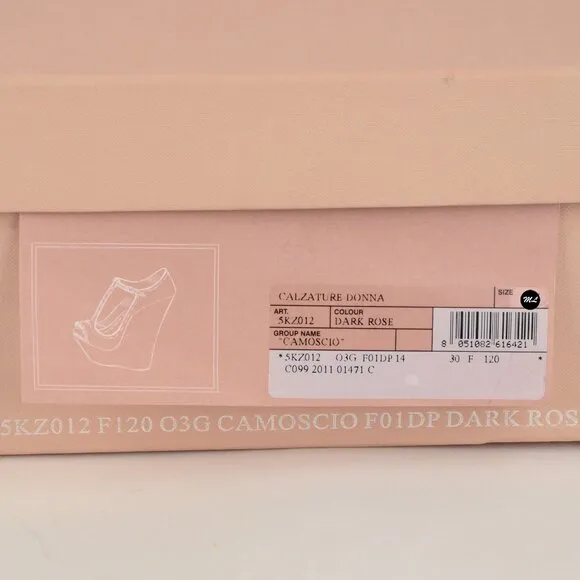 CALZATURE DONNA
SIZE
ML
ART.
5KZ012
COLOUR
DARK ROSE
GROUP NAME
"CAMOSCIO"
8 051082 616421
*5KZ012 O3G F01DP 14 30 F 120 *
C099 2011 01471 C
5KZ012 F120 O3G CAMOSCIO F01DP DARK ROS